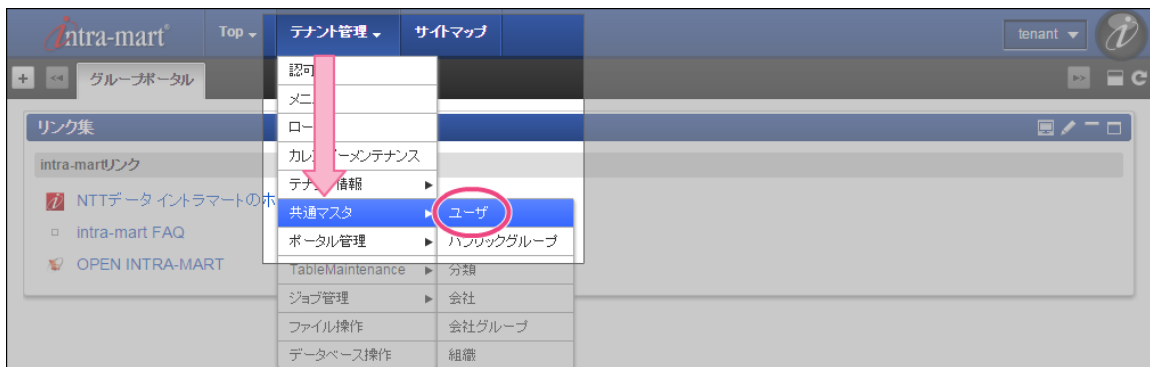 intra-mart
Top
テナント管理
サイトマップ
tenant
グループポータル
認可
メニ
ロー
カレ ーメンテナンス
テナ 情報
共通マスタ
ポータル管理
TableMaintenance
ジョブ管理
ファイル操作
データベース操作
ユーザ
パブリックグループ
分類
会社
会社グループ
組織
リンク集
intra-martリンク
NTTデータ イントラマートのホ
intra-mart FAQ
OPEN INTRA-MART